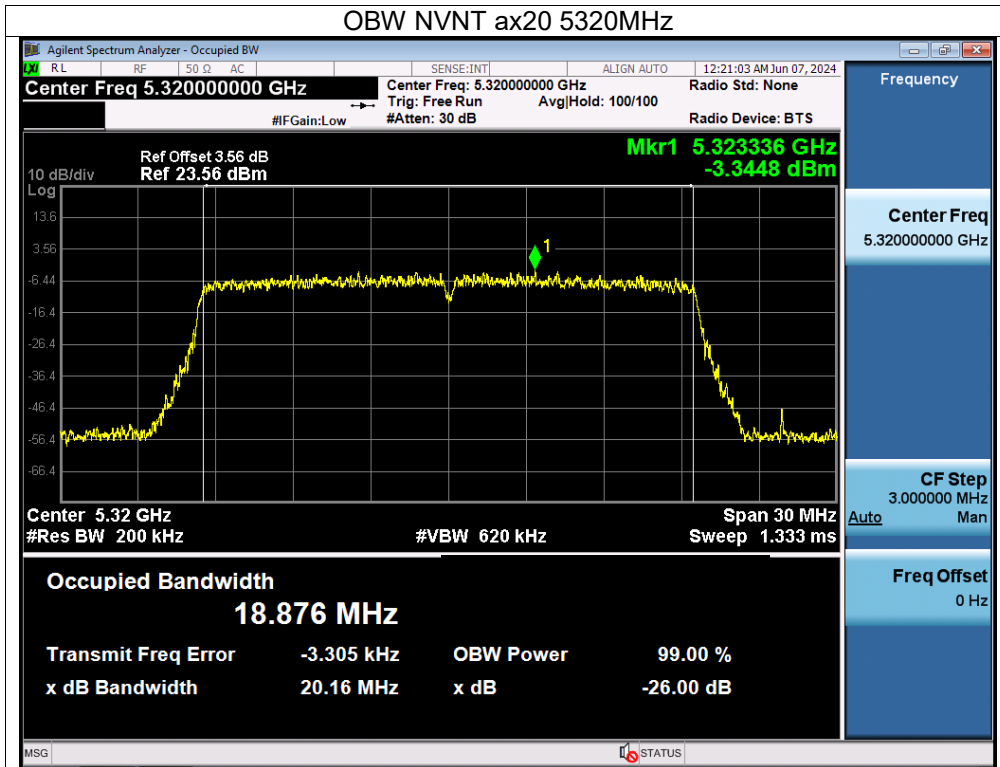 OBW NVNT ax20 5320MHz
Agilent Spectrum Analyzer - Occupied BW
LXI RL RF 50 Ω AC SENSE:INT ALIGN AUTO 12:21:03 AM Jun 07, 2024
Center Freq 5.320000000 GHz Center Freq: 5.320000000 GHz Radio Std: None
Trig: Free Run Avg|Hold: 100/100
#IFGain:Low #Atten: 30 dB Radio Device: BTS
Frequency
Ref Offset 3.56 dB Mkr1 5.323336 GHz
10 dB/div Ref 23.56 dBm -3.3448 dBm
Log
13.6
3.56
-6.44
-16.4
-26.4
-36.4
-46.4
-56.4
-66.4
1
Center Freq
5.320000000 GHz
Center 5.32 GHz Span 30 MHz
#Res BW 200 kHz #VBW 620 kHz Sweep 1.333 ms
CF Step
3.000000 MHz
Auto Man
Occupied Bandwidth
18.876 MHz
Freq Offset
0 Hz
Transmit Freq Error -3.305 kHz OBW Power 99.00 %
x dB Bandwidth 20.16 MHz x dB -26.00 dB
MSG STATUS